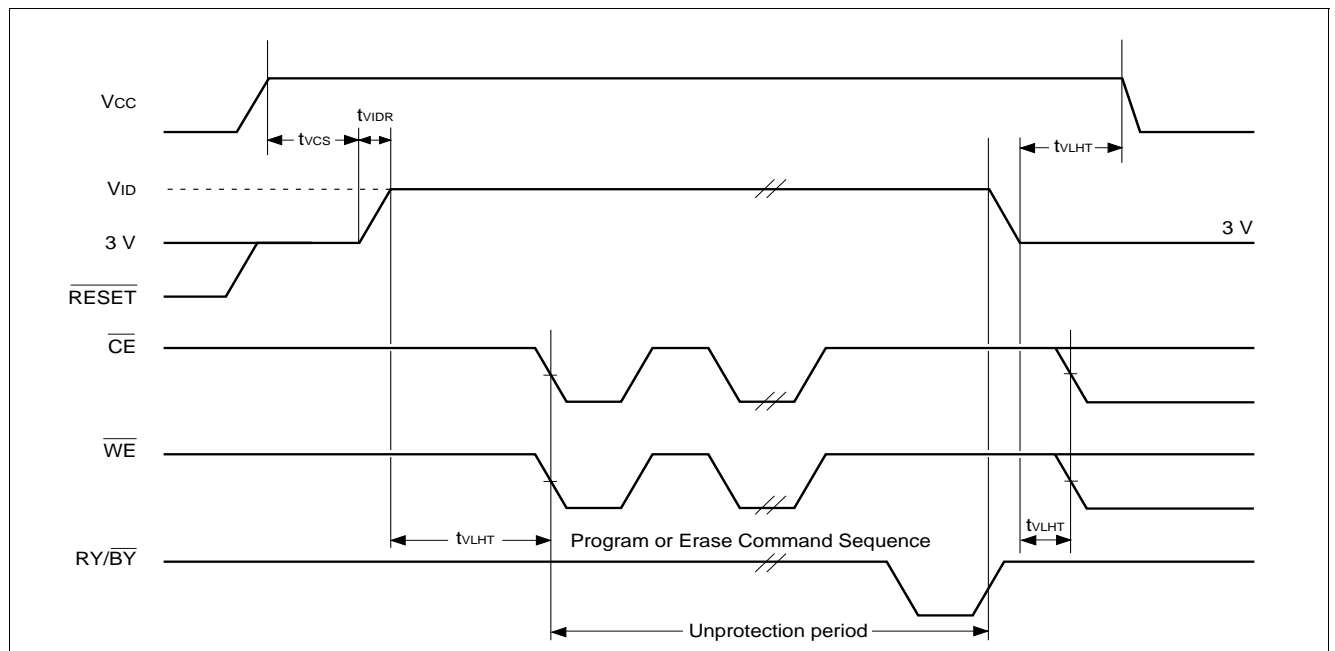 VCC
tVIDR
tVCS
tVLHT
VID
3 V
3 V
RESET
CE
WE
tVLHT
Program or Erase Command Sequence
tVLHT
RY/BY
Unprotection period